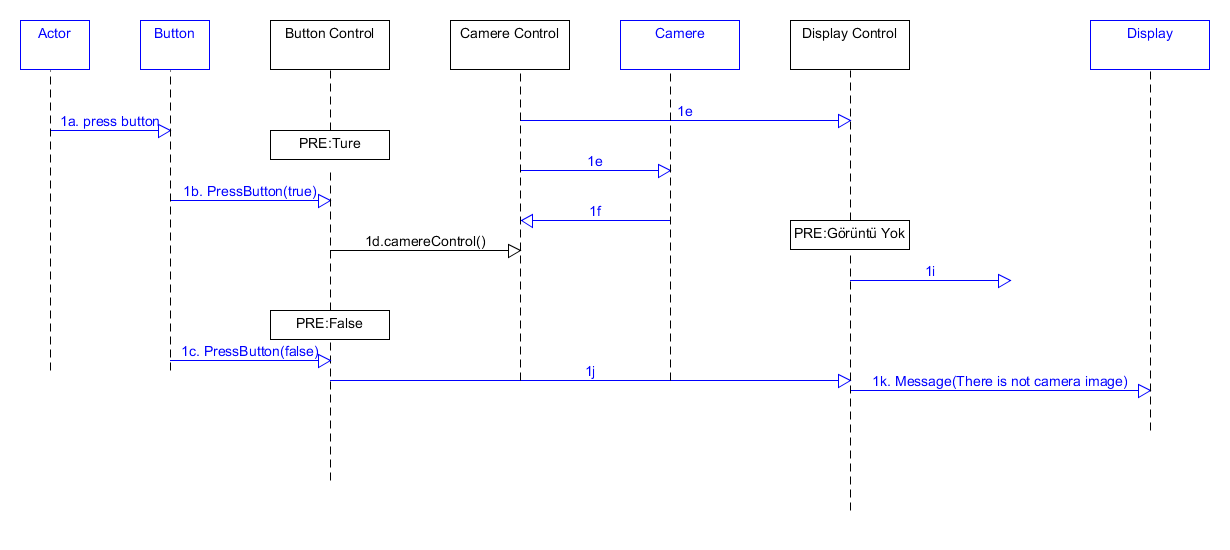 Actor
Button
Button Control
Camere Control
Camere
Display Control
Display
1e
1a. press button
PRE:Ture
1e
1b. PressButton(true)
1f
PRE:Görüntü Yok
1d.camereControl()
1i
PRE:False
1c. PressButton(false)
1j
1k. Message(There is not camera image)